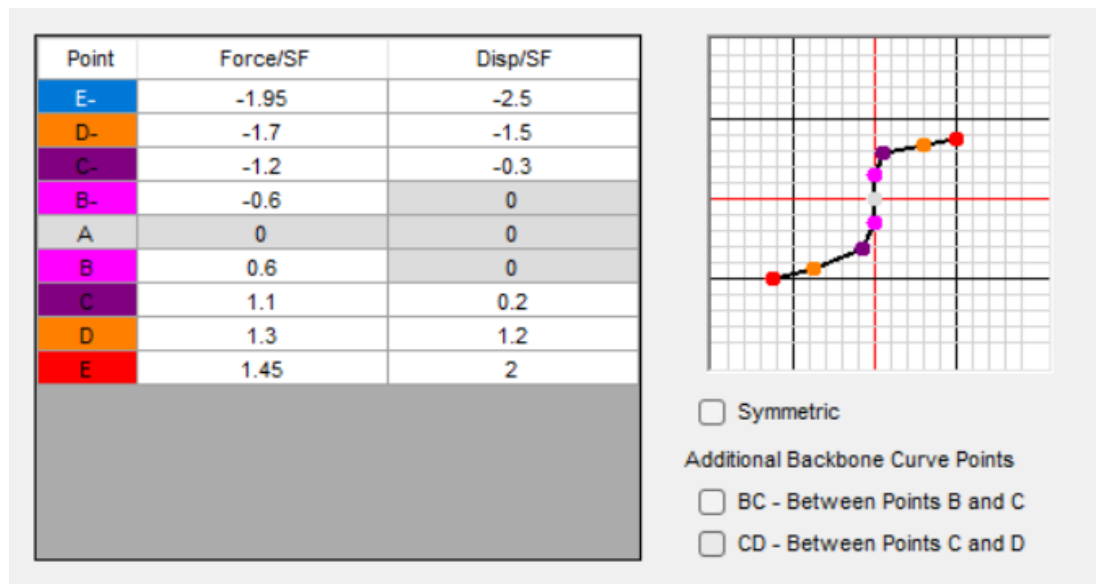 Point Force/SF Disp/SF
E- -1.95 -2.5
D- -1.7 -1.5
C- -1.2 -0.3
B- -0.6 0
A 0 0
B 0.6 0
C 1.1 0.2
D 1.3 1.2
E 1.45 2
Symmetric
Additional Backbone Curve Points
BC - Between Points B and C
CD - Between Points C and D